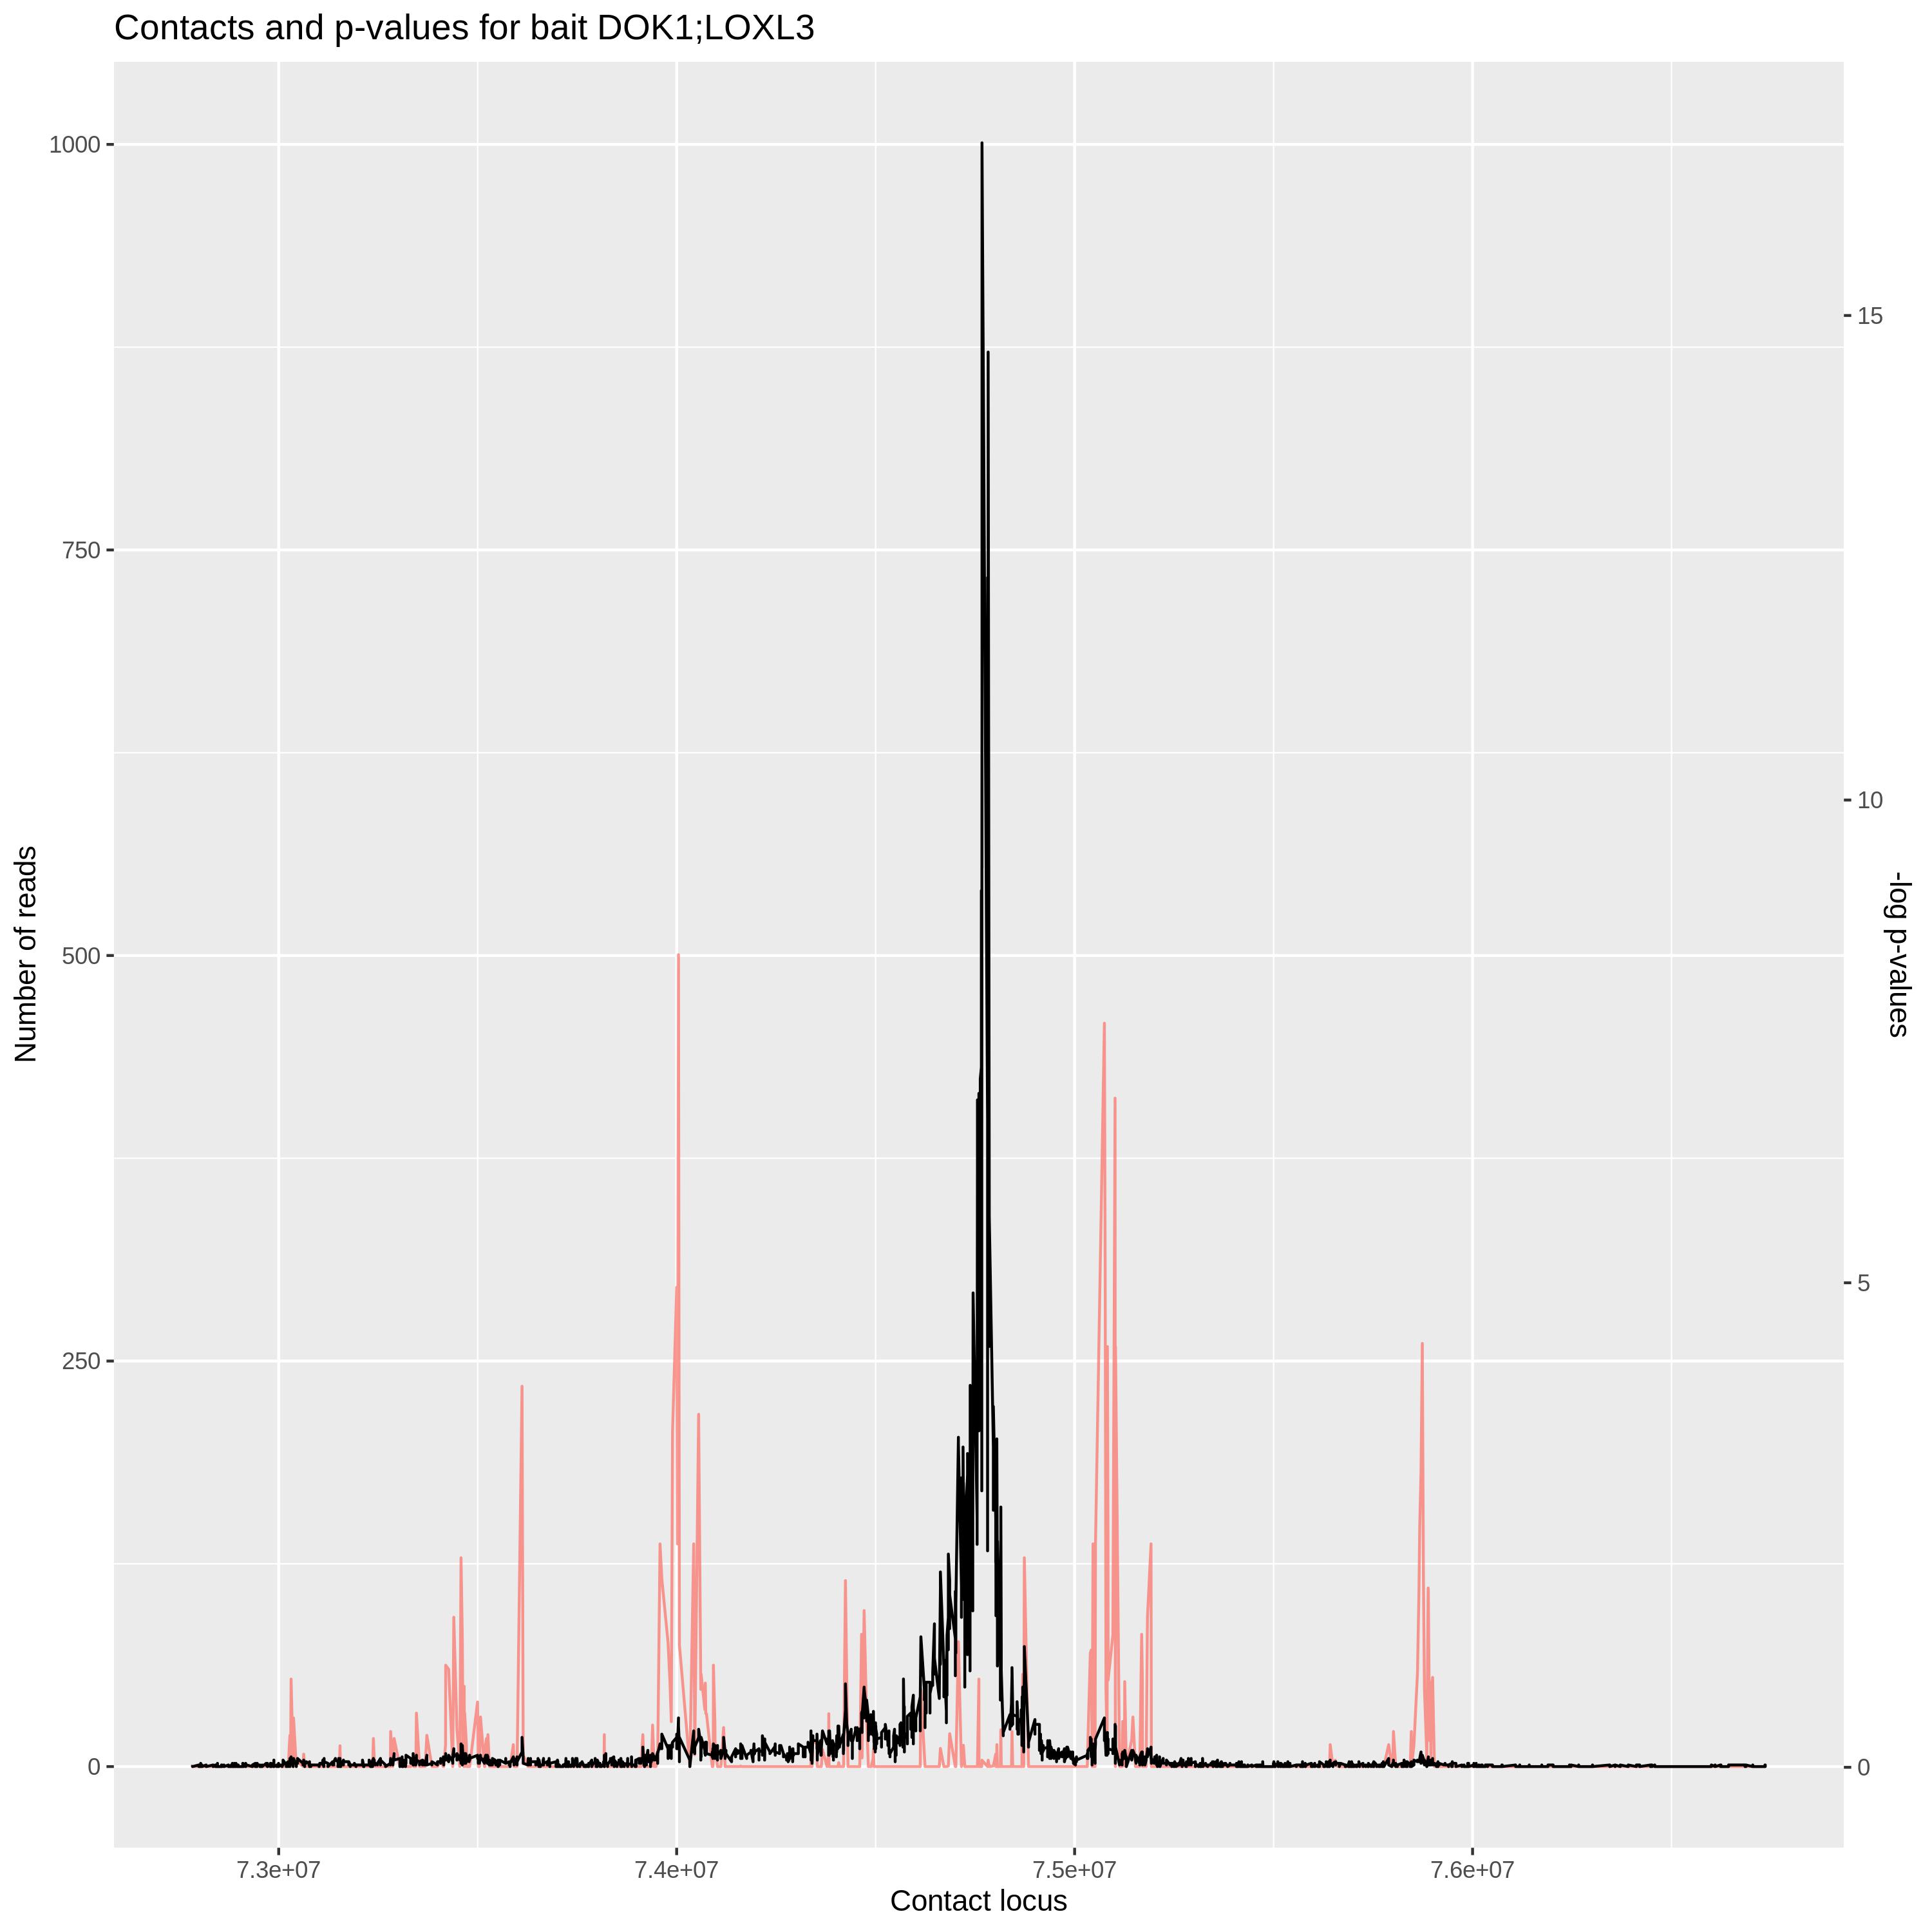 Contacts and p-values for bait DOK1;LOXL3
1000
750
500
250
0
Number of reads
15
10
5
0
-log p-values
7.3e+07
7.4e+07
7.5e+07
7.6e+07
Contact locus